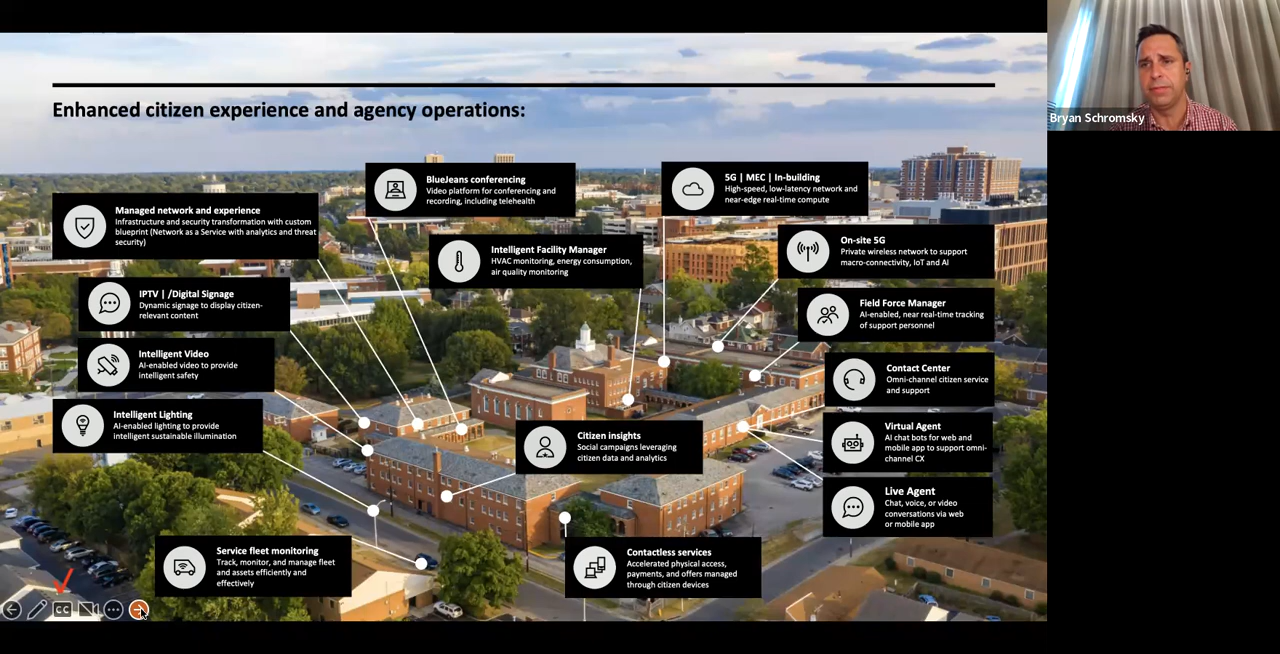 Enhanced citizen experience and agency operations:
Bryan Schromsky
BlueJeans conferencing
Video platform for conferencing and
recording, including telehealth
5G | MEC | In-building
High-speed, low-latency network and
near-edge real-time compute
Managed network and experience
Infrastructure and security transformation with custom
blueprint (Network as a Service with analytics and threat
security)
Intelligent Facility Manager
HVAC monitoring, energy consumption,
air quality monitoring
On-site 5G
Private wireless network to support
macro-connectivity, IoT and AI
IPTV | /Digital Signage
Dynamic signage to display citizen-
relevant content
Field Force Manager
AI-enabled, near real-time tracking
of support personnel
Intelligent Video
AI-enabled video to provide
intelligent safety
Contact Center
Omni-channel citizen service
and support
Intelligent Lighting
AI-enabled lighting to provide
intelligent sustainable illumination
Citizen insights
Social campaigns leveraging
citizen data and analytics
Virtual Agent
AI chat bots for web and
mobile app to support omni-
channel CX
Live Agent
Chat, voice, or video
conversations via web
or mobile app
Service fleet monitoring
Track, monitor, and manage fleet
and assets efficiently and
effectively
Contactless services
Accelerated physical access,
payments, and offers managed
through citizen devices
CC